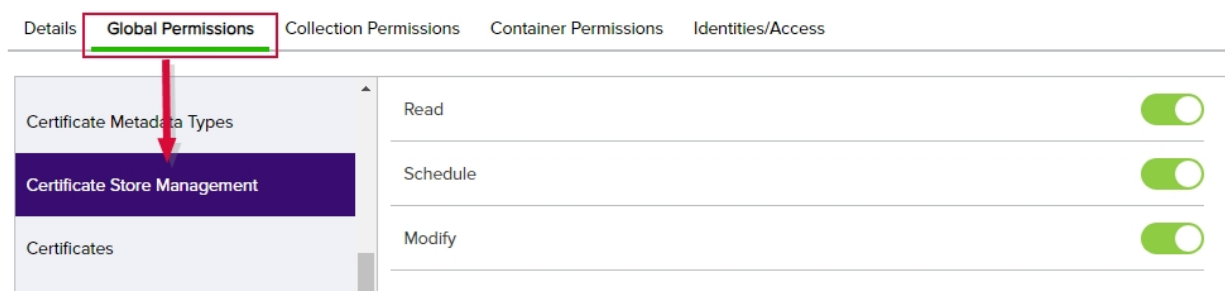 Details Global Permissions Collection Permissions Container Permissions Identities/Access
Certificate Metadata Types
Certificate Store Management
Certificates
Read
Schedule
Modify